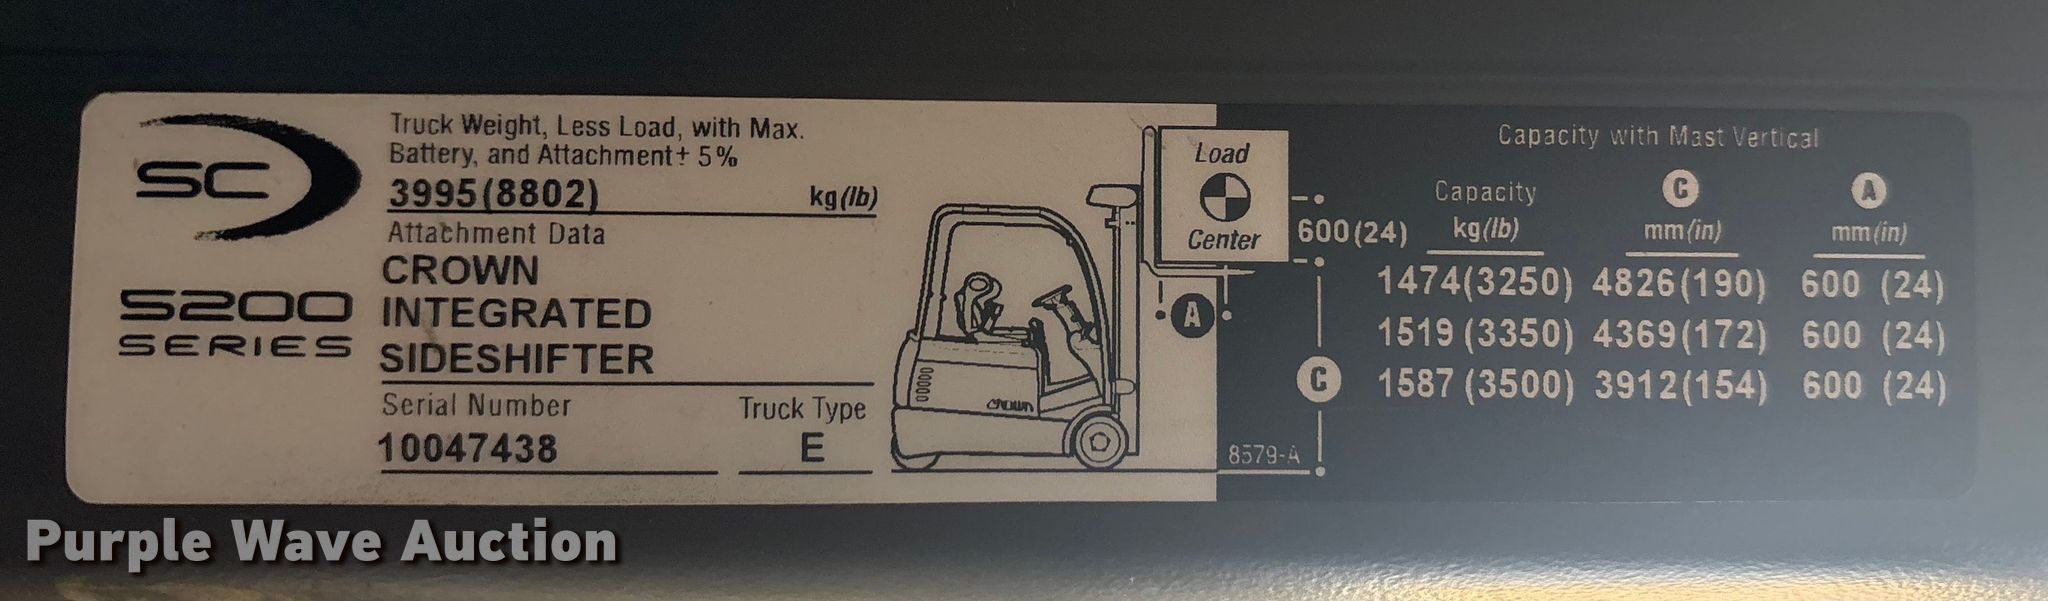 SC
5200
SERIES
Truck Weight, Less Load, with Max.
Battery, and Attachment± 5%
3995(8802) kg(lb)
Attachment Data
CROWN
INTEGRATED
SIDESHIFTER
Serial Number
10047438
Truck Type
E
CROWN
Load
Center
600(24)
A
C
8579-A
Capacity with Mast Vertical
Capacity C A
kg(lb) mm(in) mm(in)
1474(3250) 4826(190) 600 (24)
1519 (3350) 4369(172) 600 (24)
1587 (3500) 3912(154) 600 (24)
Purple Wave Auction